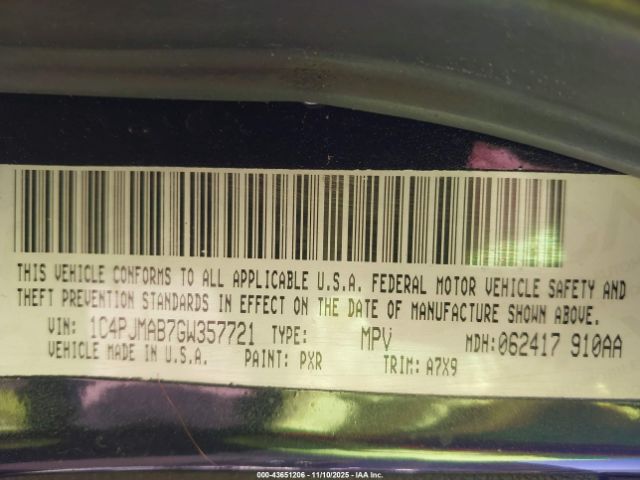 THIS VEHICLE CONFORMS TO ALL APPLICABLE U.S.A. FEDERAL MOTOR VEHICLE SAFETY AND
THEFT PREVENTION STANDARDS IN EFFECT ON THE DATE OF MANUFACTURE SHOWN ABOVE.
VIN: 1C4PJMAB7GW357721 TYPE: MPV MDH: 062417 910AA
VEHICLE MADE IN U.S.A. PAINT: PXR TRIM: A7X9
000-43651206 - 11/10/2025 - IAA Inc.